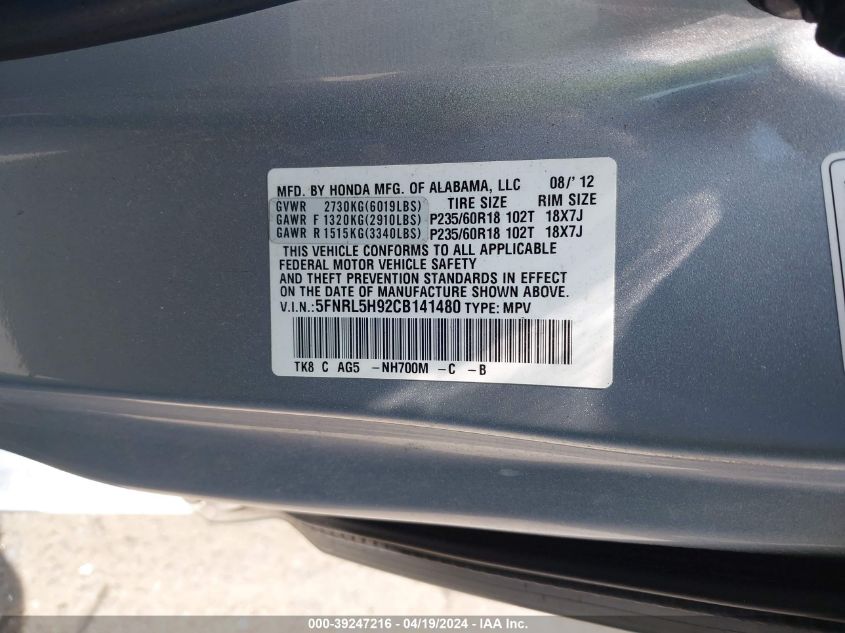 MFD. BY HONDA MFG. OF ALABAMA, LLC 08/' 12
GVWR 2730KG(6019LBS) TIRE SIZE RIM SIZE
GAWR F 1320KG(2910LBS) P235/60R18 102T 18X7J
GAWR R 1515KG(3340LBS) P235/60R18 102T 18X7J
THIS VEHICLE CONFORMS TO ALL APPLICABLE
FEDERAL MOTOR VEHICLE SAFETY
AND THEFT PREVENTION STANDARDS IN EFFECT
ON THE DATE OF MANUFACTURE SHOWN ABOVE.
V.I.N.:5FNRL5H92CB141480 TYPE: MPV
TK8 C AG5 -NH700M -C -B
000-39247216 - 04/19/2024 - IAA Inc.